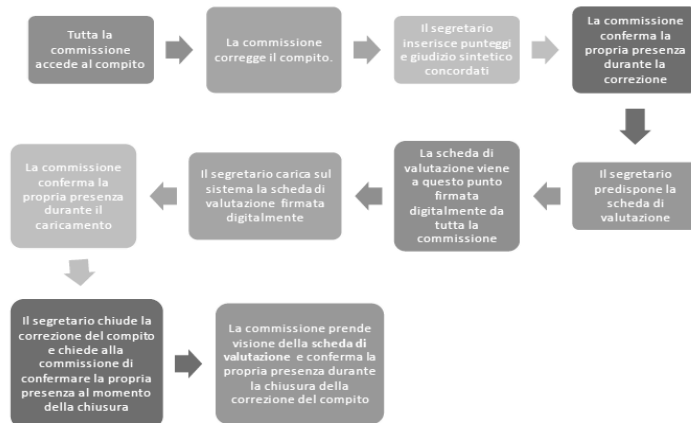 Tutta la
commissione
accede al compito
La commissione
corregge il compito.
Il segretario
inserisce punteggi
e giudizio sintetico
concordati
La commissione
conferma la
propria presenza
durante la
correzione
Il segretario
predispone la
scheda di
valutazione
La scheda di
valutazione viene
a questo punto
firmata
digitalmente da
tutta la
commissione
Il segretario carica sul
sistema la scheda di
valutazione firmata
digitalmente
La commissione
conferma la
propria presenza
durante il
caricamento
Il segretario chiude la
correzione del compito
e chiede alla
commissione di
confermare la propria
presenza al momento
della chiusura
La commissione prende
visione della scheda di
valutazione e conferma la
propria presenza durante
la chiusura della
correzione del compito